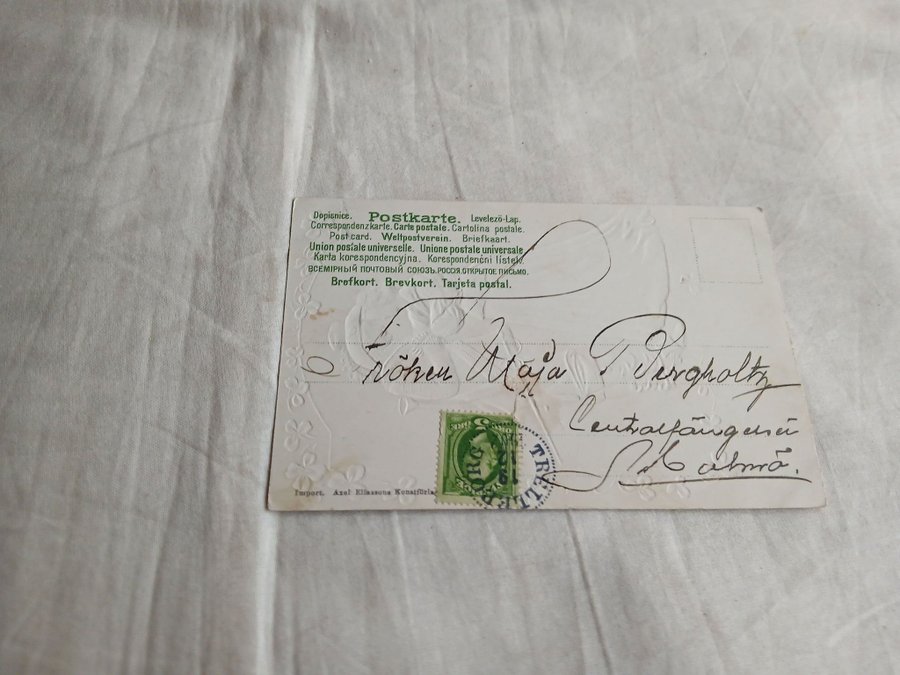 Dopisnice. Postkarte. Levelező-Lap.
Correspondenzkarte. Carte postale. Cartolina postale.
Post card. Weltpostverein. Briefkaart.
Union postale universelle. Unione postale universale
Karta korespondencyjna. Korespondenční lístek.
ВСЕМІРНЫЙ ПОЧТОВЫЙ СОЮЗЪ. РОССІЯ. ОТКРЫТОЕ ПИСЬМО.
Brefkort. Brevkort. Tarjeta postal.
Fröken Maja Bergholtz
Centralfängelset
Malmö.
TRELLEBORG
Import. Axel Eliassons Konstförlag